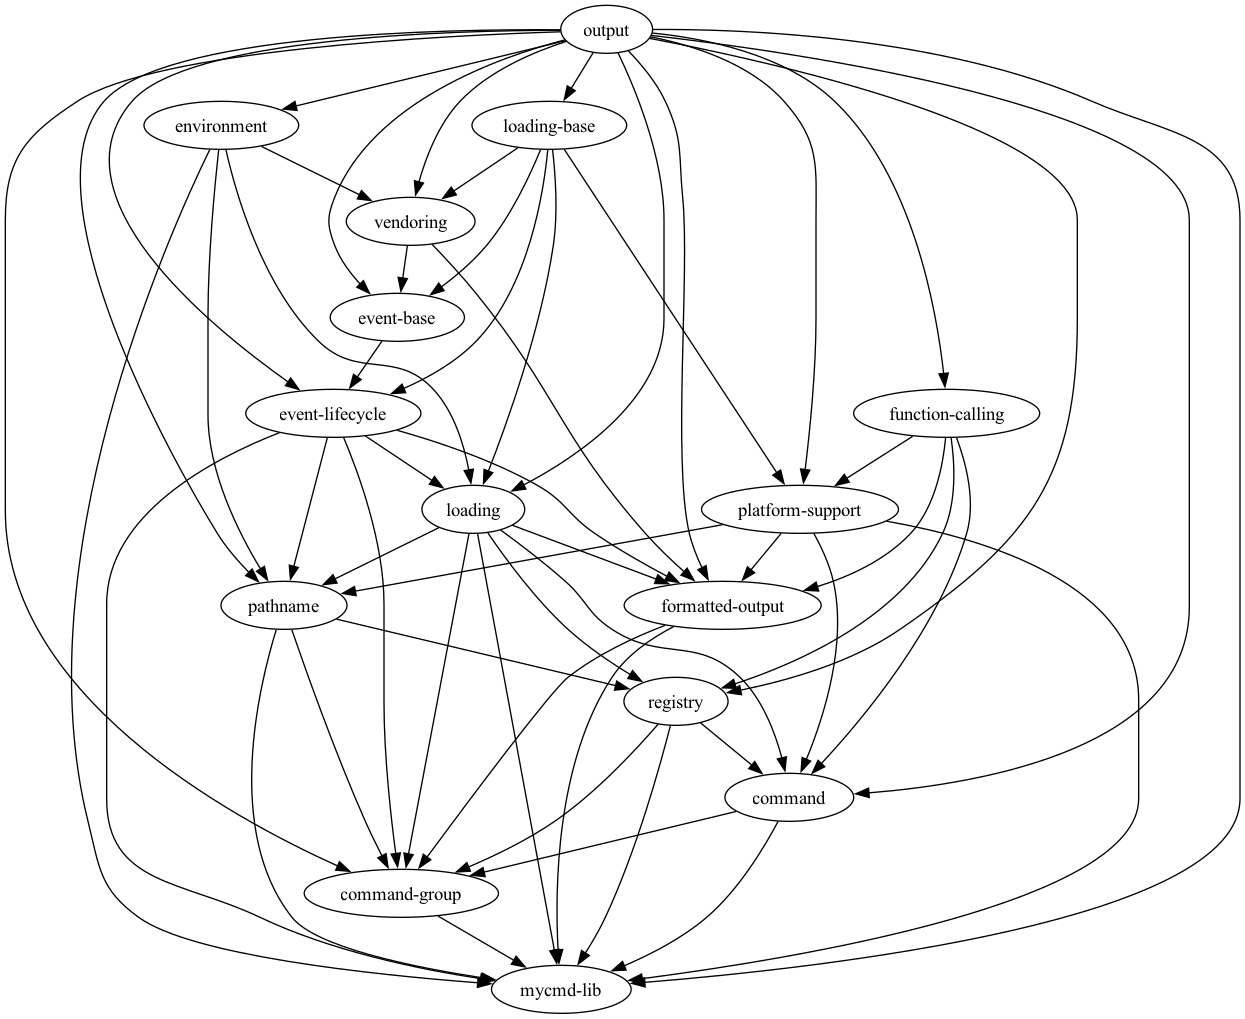 output
environment
loading-base
vendoring
event-base
event-lifecycle
function-calling
loading
platform-support
pathname
formatted-output
registry
command
command-group
mycmd-lib